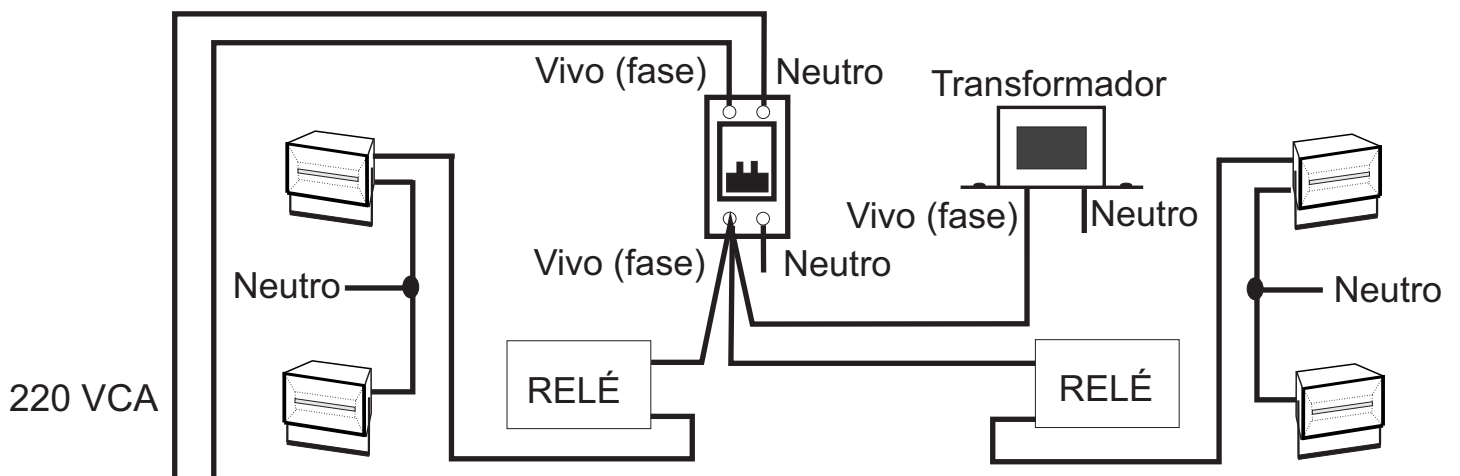 Vivo (fase)
Neutro
Transformador
Vivo (fase)
Neutro
Vivo (fase)
Neutro
Neutro
Neutro
220 VCA
RELÉ
RELÉ